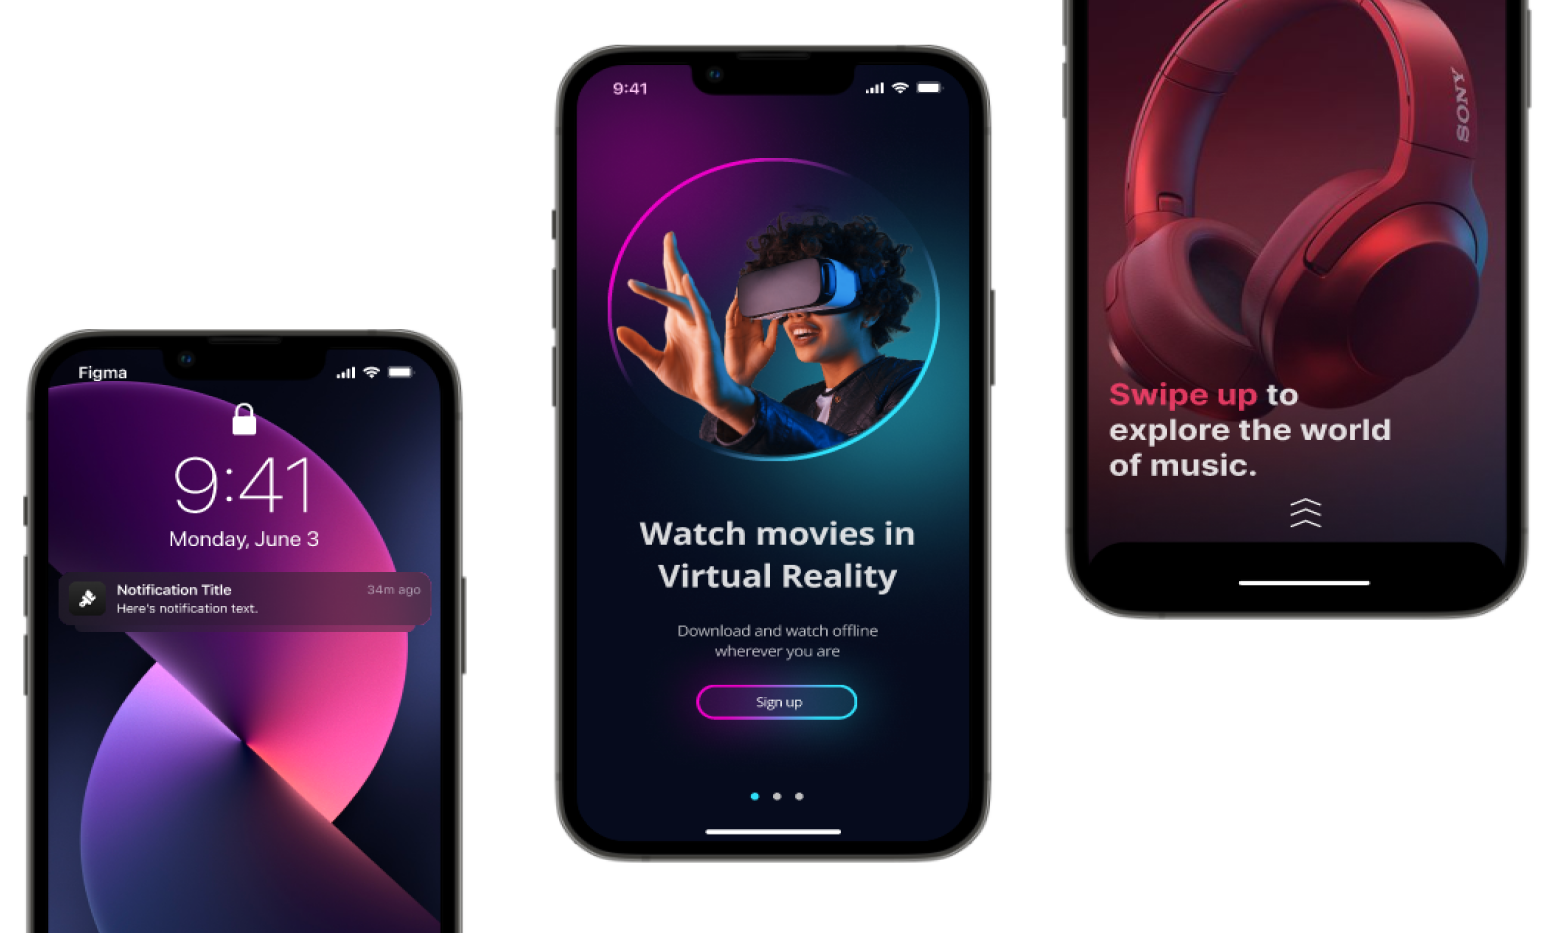 Figma
9:41
Monday, June 3
Notification Title
34m ago
Here's notification text.
9:41
Watch movies in
Virtual Reality
Download and watch offline
wherever you are
Sign up
SONY
Swipe up to
explore the world
of music.